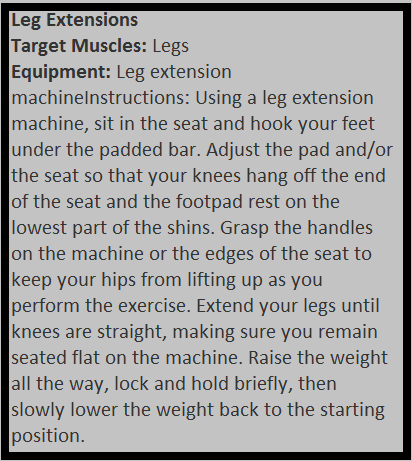 Leg Extensions
Target Muscles: Legs
Equipment: Leg extension
machineInstructions: Using a leg extension
machine, sit in the seat and hook your feet
under the padded bar. Adjust the pad and/or
the seat so that your knees hang off the end
of the seat and the footpad rest on the
lowest part of the shins. Grasp the handles
on the machine or the edges of the seat to
keep your hips from lifting up as you
perform the exercise. Extend your legs until
knees are straight, making sure you remain
seated flat on the machine. Raise the weight
all the way, lock and hold briefly, then
slowly lower the weight back to the starting
position.